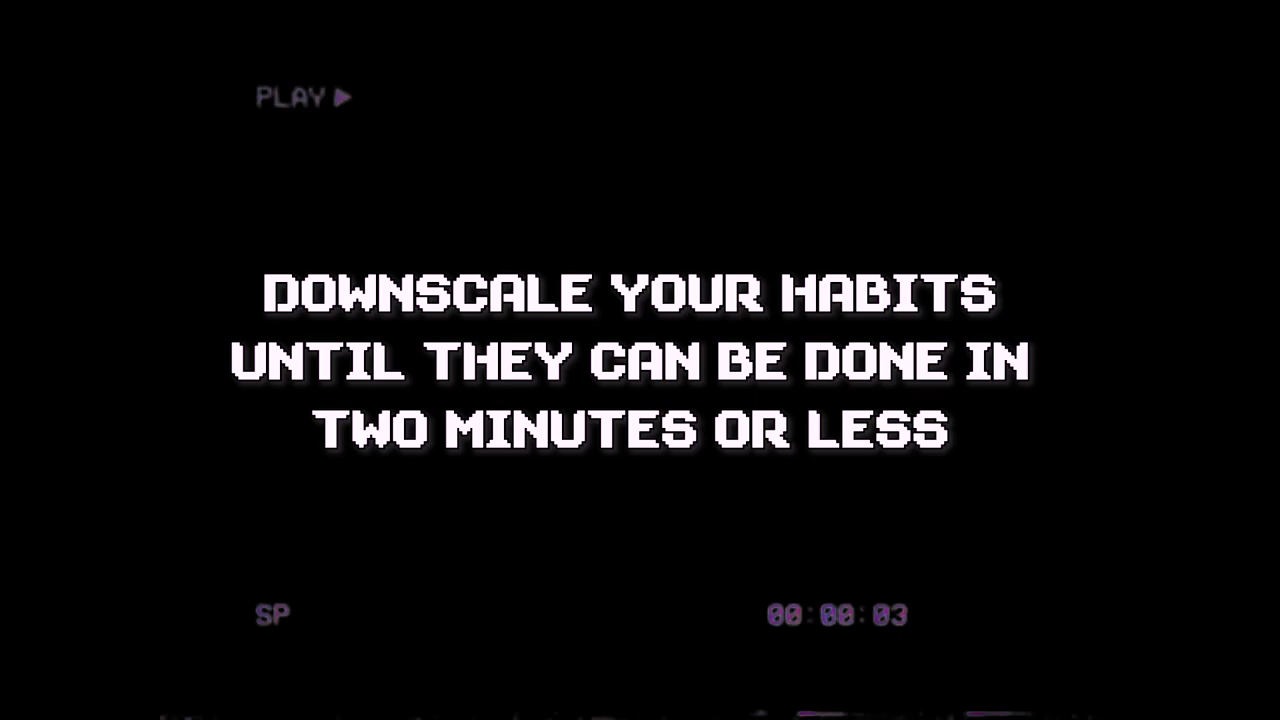 PLAY ▶
DOWNSCALE YOUR HABITS
UNTIL THEY CAN BE DONE IN
TWO MINUTES OR LESS
SP 00:00:03